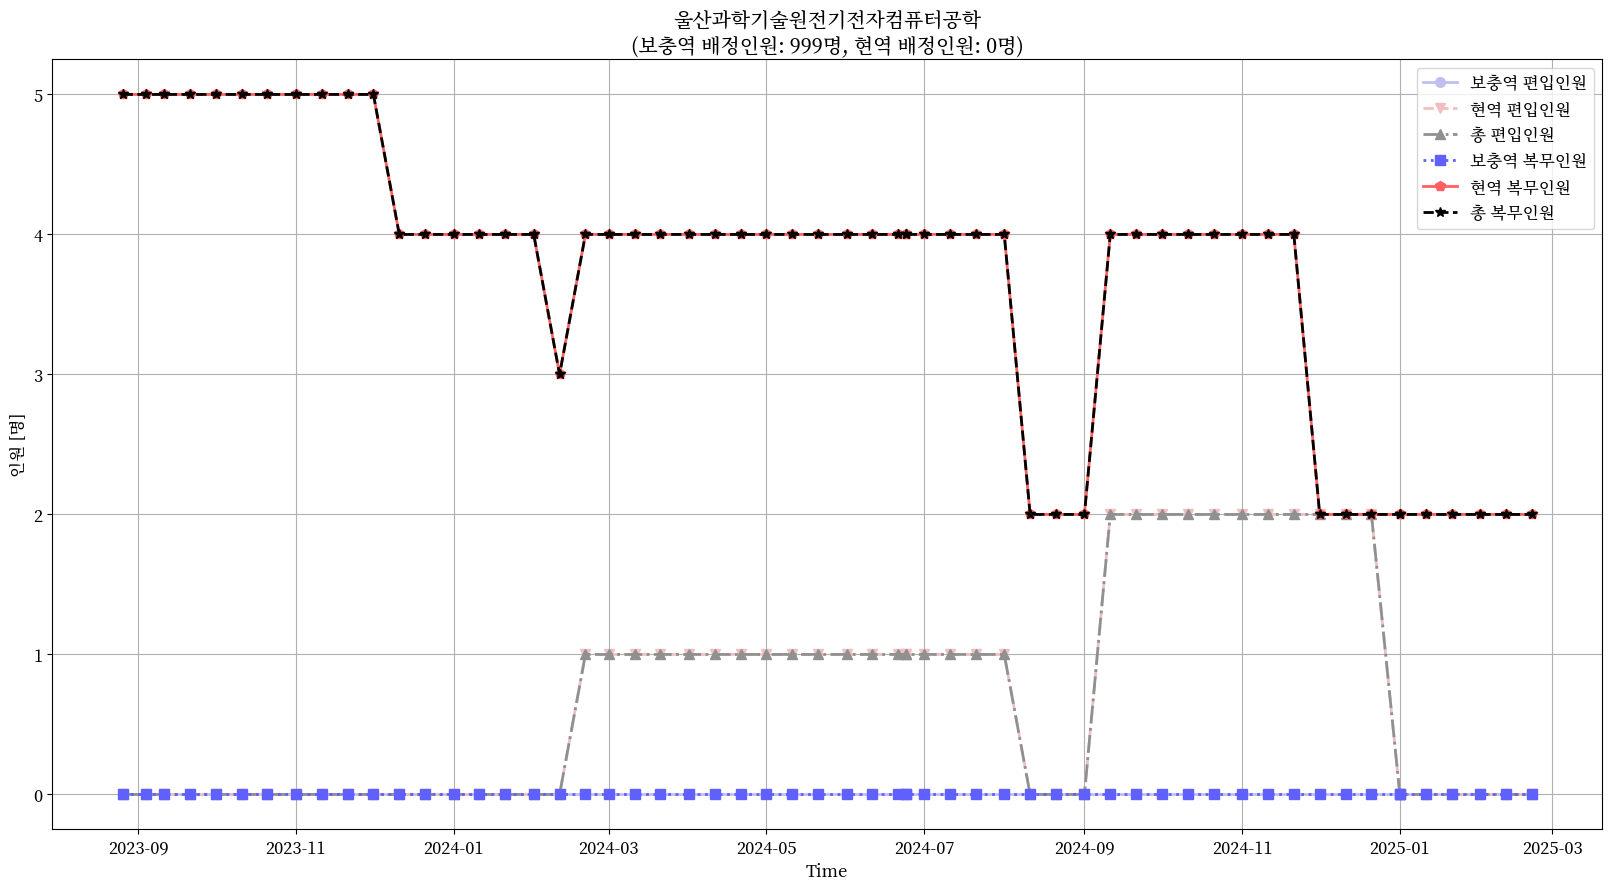 울산과학기술원전기전자컴퓨터공학
(보충역 배정인원: 999명, 현역 배정인원: 0명)
보충역 편입인원
현역 편입인원
총 편입인원
보충역 복무인원
현역 복무인원
총 복무인원
인원 [명]
5
4
3
2
1
0
2023-09
2023-11
2024-01
2024-03
2024-05
2024-07
2024-09
2024-11
2025-01
2025-03
Time